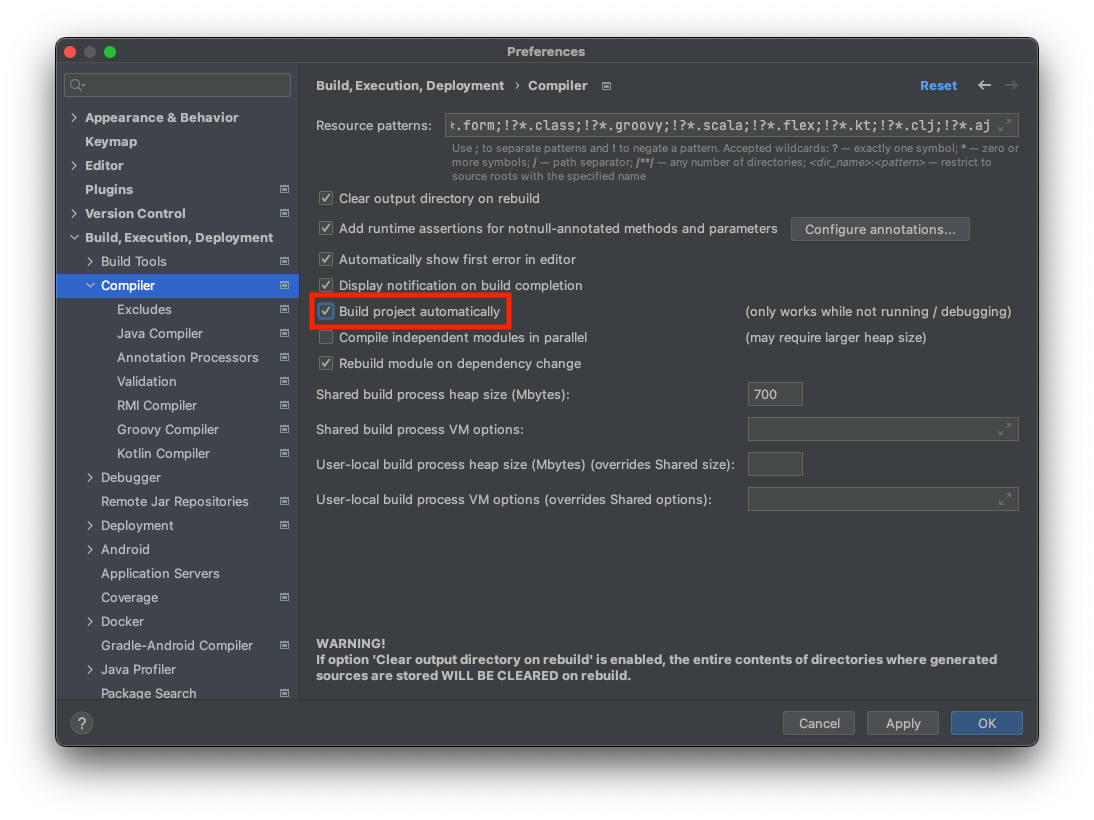 Preferences
Appearance & Behavior
Keymap
Editor
Plugins
Version Control
Build, Execution, Deployment
Build Tools
Compiler
Excludes
Java Compiler
Annotation Processors
Validation
RMI Compiler
Groovy Compiler
Kotlin Compiler
Debugger
Remote Jar Repositories
Deployment
Android
Application Servers
Coverage
Docker
Gradle-Android Compiler
Java Profiler
Package Search
Build, Execution, Deployment › Compiler
Reset
Resource patterns: *.form;!?*.class;!?*.groovy;!?*.scala;!?*.flex;!?*.kt;!?*.clj;!?*.aj
Use ; to separate patterns and ! to negate a pattern. Accepted wildcards: ? — exactly one symbol; * — zero or
more symbols; / — path separator; /**/ — any number of directories; <dir_name>:<pattern> — restrict to
source roots with the specified name
Clear output directory on rebuild
Add runtime assertions for notnull-annotated methods and parameters Configure annotations...
Automatically show first error in editor
Display notification on build completion
Build project automatically (only works while not running / debugging)
Compile independent modules in parallel (may require larger heap size)
Rebuild module on dependency change
Shared build process heap size (Mbytes): 700
Shared build process VM options:
User-local build process heap size (Mbytes) (overrides Shared size):
User-local build process VM options (overrides Shared options):
WARNING!
If option 'Clear output directory on rebuild' is enabled, the entire contents of directories where generated
sources are stored WILL BE CLEARED on rebuild.
?
Cancel Apply OK